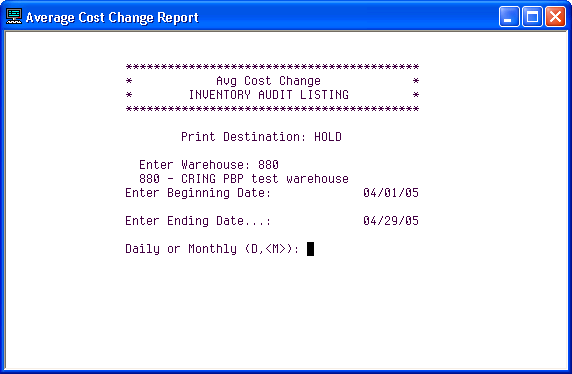 Average Cost Change Report
******************************************
* Avg Cost Change *
* INVENTORY AUDIT LISTING *
******************************************
Print Destination: HOLD
Enter Warehouse: 880
880 - CRING PBP test warehouse
Enter Beginning Date: 04/01/05
Enter Ending Date...: 04/29/05
Daily or Monthly (D,<M>):